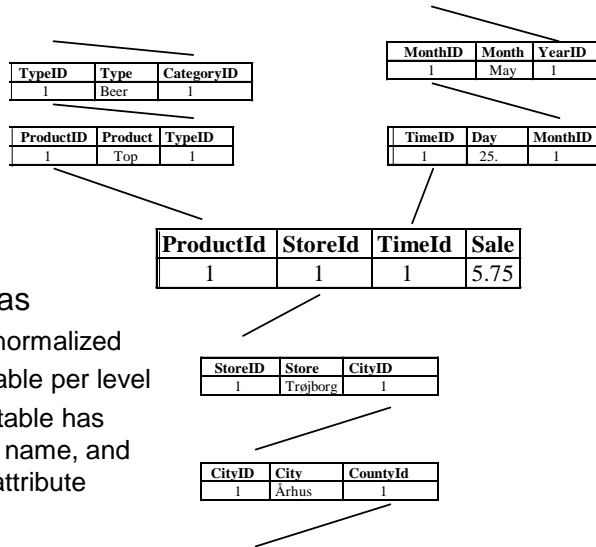 MonthID Month YearID
1 May 1
TypeID Type CategoryID
1 Beer 1
ProductID Product TypeID
1 Top 1
TimeID Day MonthID
1 25. 1
ProductId StoreId TimeId Sale
1 1 1 5.75
as
normalized
able per level
table has
name, and
attribute
StoreID Store CityID
1 Trøjborg 1
CityID City CountyId
1 Århus 1